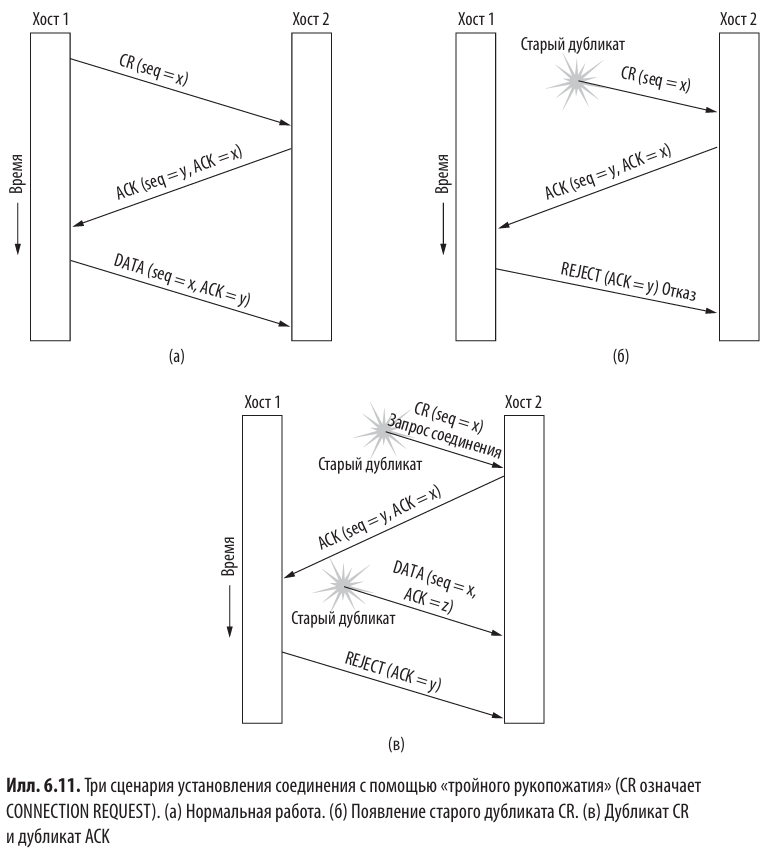 Хост 1
Хост 2
CR (seq = x)
ACK (seq = y, ACK = x)
Время
DATA (seq = x, ACK = y)
(а)
Хост 1
Хост 2
Старый дубликат
CR (seq = x)
ACK (seq = y, ACK = x)
Время
REJECT (ACK = y) Отказ
(б)
Хост 1
Хост 2
CR (seq = x)
Запрос соединения
Старый дубликат
ACK (seq = y, ACK = x)
Время
DATA (seq = x,
ACK = z)
Старый дубликат
REJECT (ACK = y)
(в)
Илл. 6.11. Три сценария установления соединения с помощью «тройного рукопожатия» (CR означает
CONNECTION REQUEST). (а) Нормальная работа. (б) Появление старого дубликата CR. (в) Дубликат CR
и дубликат ACK